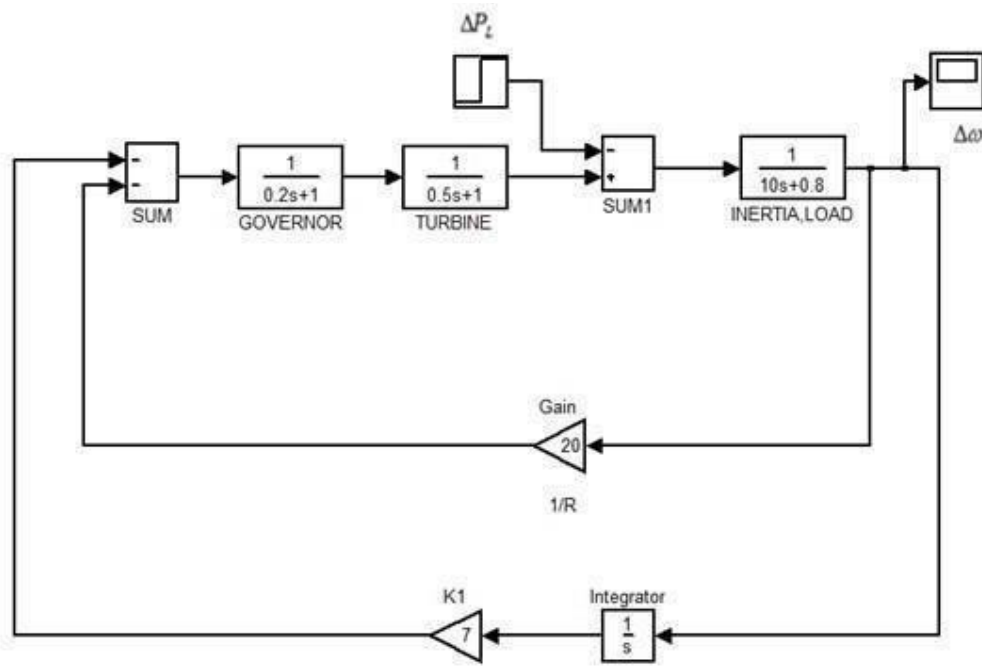 ΔP_L
Δω
-
-
SUM
1
0.2s+1
GOVERNOR
1
0.5s+1
TURBINE
-
+
SUM1
1
10s+0.8
INERTIA,LOAD
Gain
20
1/R
K1
7
Integrator
1
s